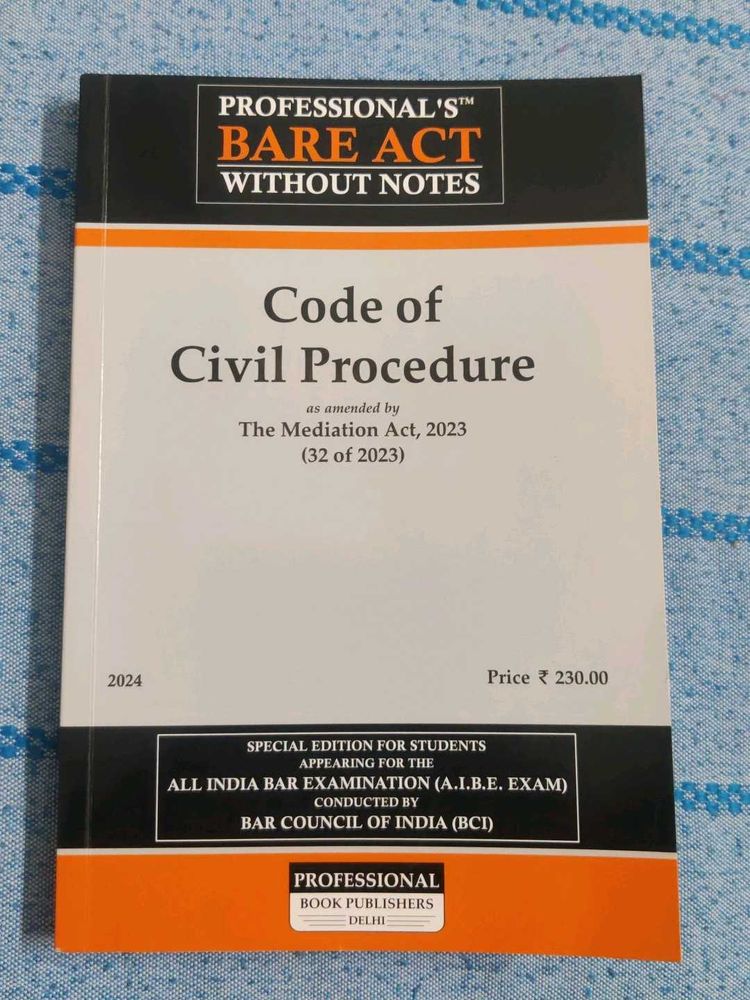 PROFESSIONAL'S™
BARE ACT
WITHOUT NOTES
Code of
Civil Procedure
as amended by
The Mediation Act, 2023
(32 of 2023)
2024
Price ₹ 230.00
SPECIAL EDITION FOR STUDENTS
APPEARING FOR THE
ALL INDIA BAR EXAMINATION (A.I.B.E. EXAM)
CONDUCTED BY
BAR COUNCIL OF INDIA (BCI)
PROFESSIONAL
BOOK PUBLISHERS
DELHI